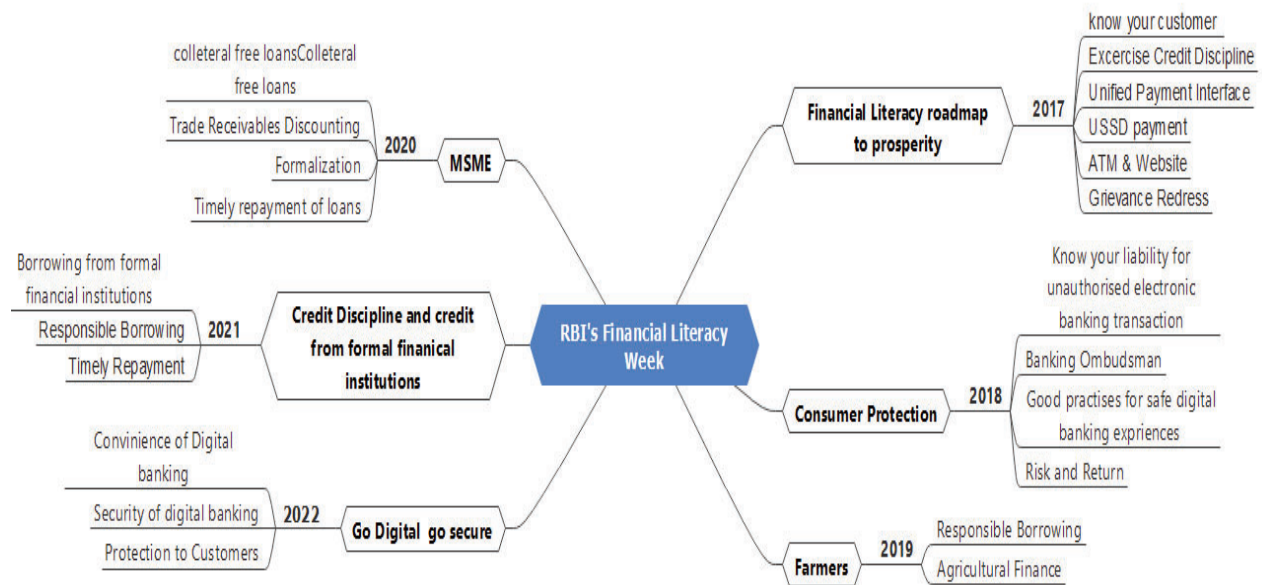 RBI's Financial Literacy
Week
Financial Literacy roadmap
to prosperity
2017
know your customer
Excercise Credit Discipline
Unified Payment Interface
USSD payment
ATM & Website
Grievance Redress
Consumer Protection
2018
Know your liability for
unauthorised electronic
banking transaction
Banking Ombudsman
Good practises for safe digital
banking expriences
Risk and Return
Farmers
2019
Responsible Borrowing
Agricultural Finance
MSME
2020
colleteral free loansColleteral
free loans
Trade Receivables Discounting
Formalization
Timely repayment of loans
Credit Discipline and credit
from formal finanical
institutions
2021
Borrowing from formal
financial institutions
Responsible Borrowing
Timely Repayment
Go Digital go secure
2022
Convinience of Digital
banking
Security of digital banking
Protection to Customers